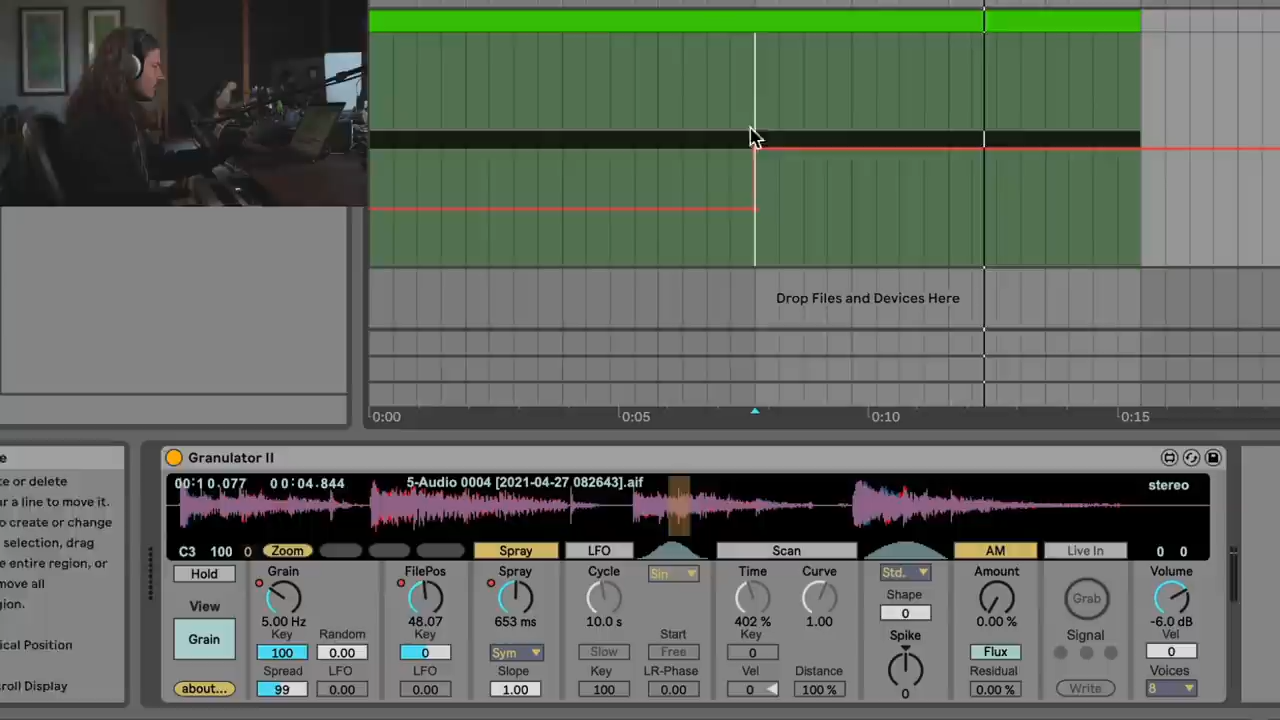 Drop Files and Devices Here
0:00
0:05
0:10
0:15
e
te or delete
ar a line to move it.
o create or change
selection, drag
e entire region, or
move all
gion.
ical Position
croll Display
Granulator II
00:10.077 00:04.844 5-Audio 0004 [2021-04-27 082643].aif stereo
C3 100 0 Zoom Spray LFO Scan AM Live In 0 0
Hold Grain FilePos Spray Cycle Sin Time Curve Std. Amount Volume
Shape
Grab
View 5.00 Hz 48.07 653 ms 10.0 s 402 % 1.00 0 0.00 % -6.0 dB
Grain Key Random Key Start Key Spike Signal Vel
100 0.00 0 Sym Slow Free 0 Flux 0
Spread LFO LFO Slope Key LR-Phase Vel Distance Residual Voices
about... 99 0.00 0.00 1.00 100 0.00 0 100 % 0 0.00 % Write 8